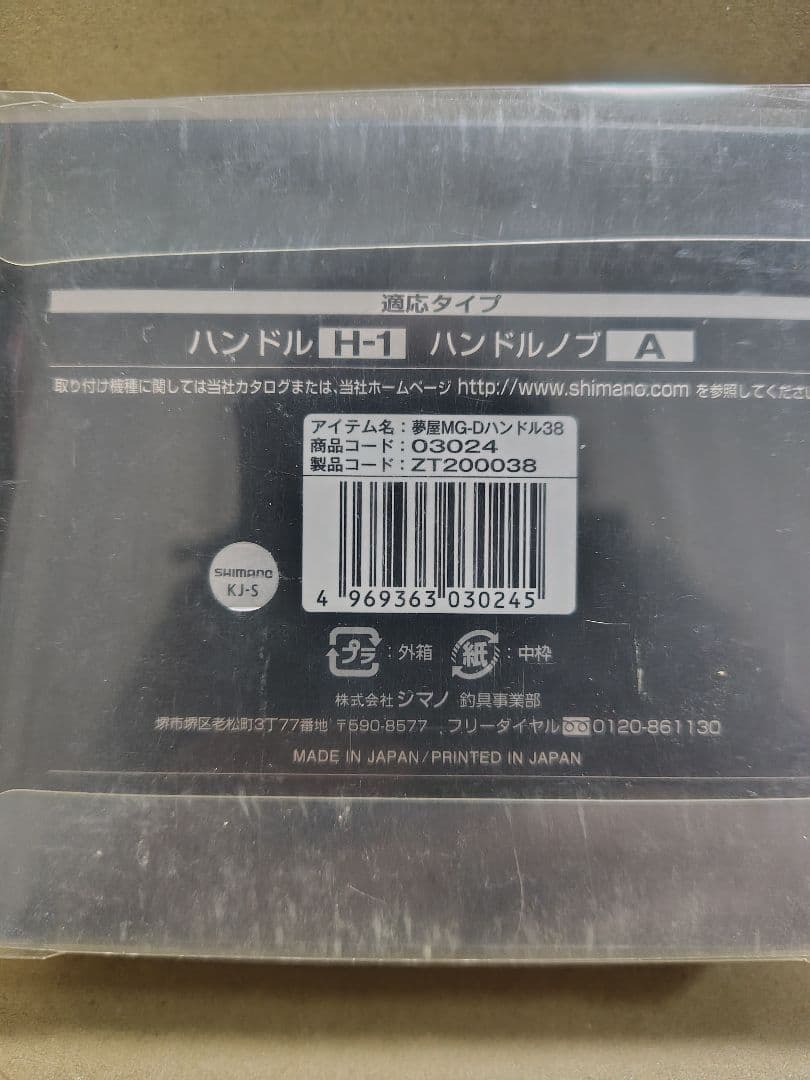 適応タイプ
ハンドル H-1 ハンドルノブ A
取り付け機種に関しては当社カタログまたは、当社ホームページ http://www.shimano.com を参照してくださ
アイテム名：夢屋MG-Dハンドル38
商品コード：03024
製品コード：ZT200038
4 969363 030245
SHIMANO
KJ-S
プラ：外箱 紙：中枠
株式会社シマノ 釣具事業部
堺市堺区老松町3丁77番地 〒590-8577 フリーダイヤル 0120-861130
MADE IN JAPAN/PRINTED IN JAPAN